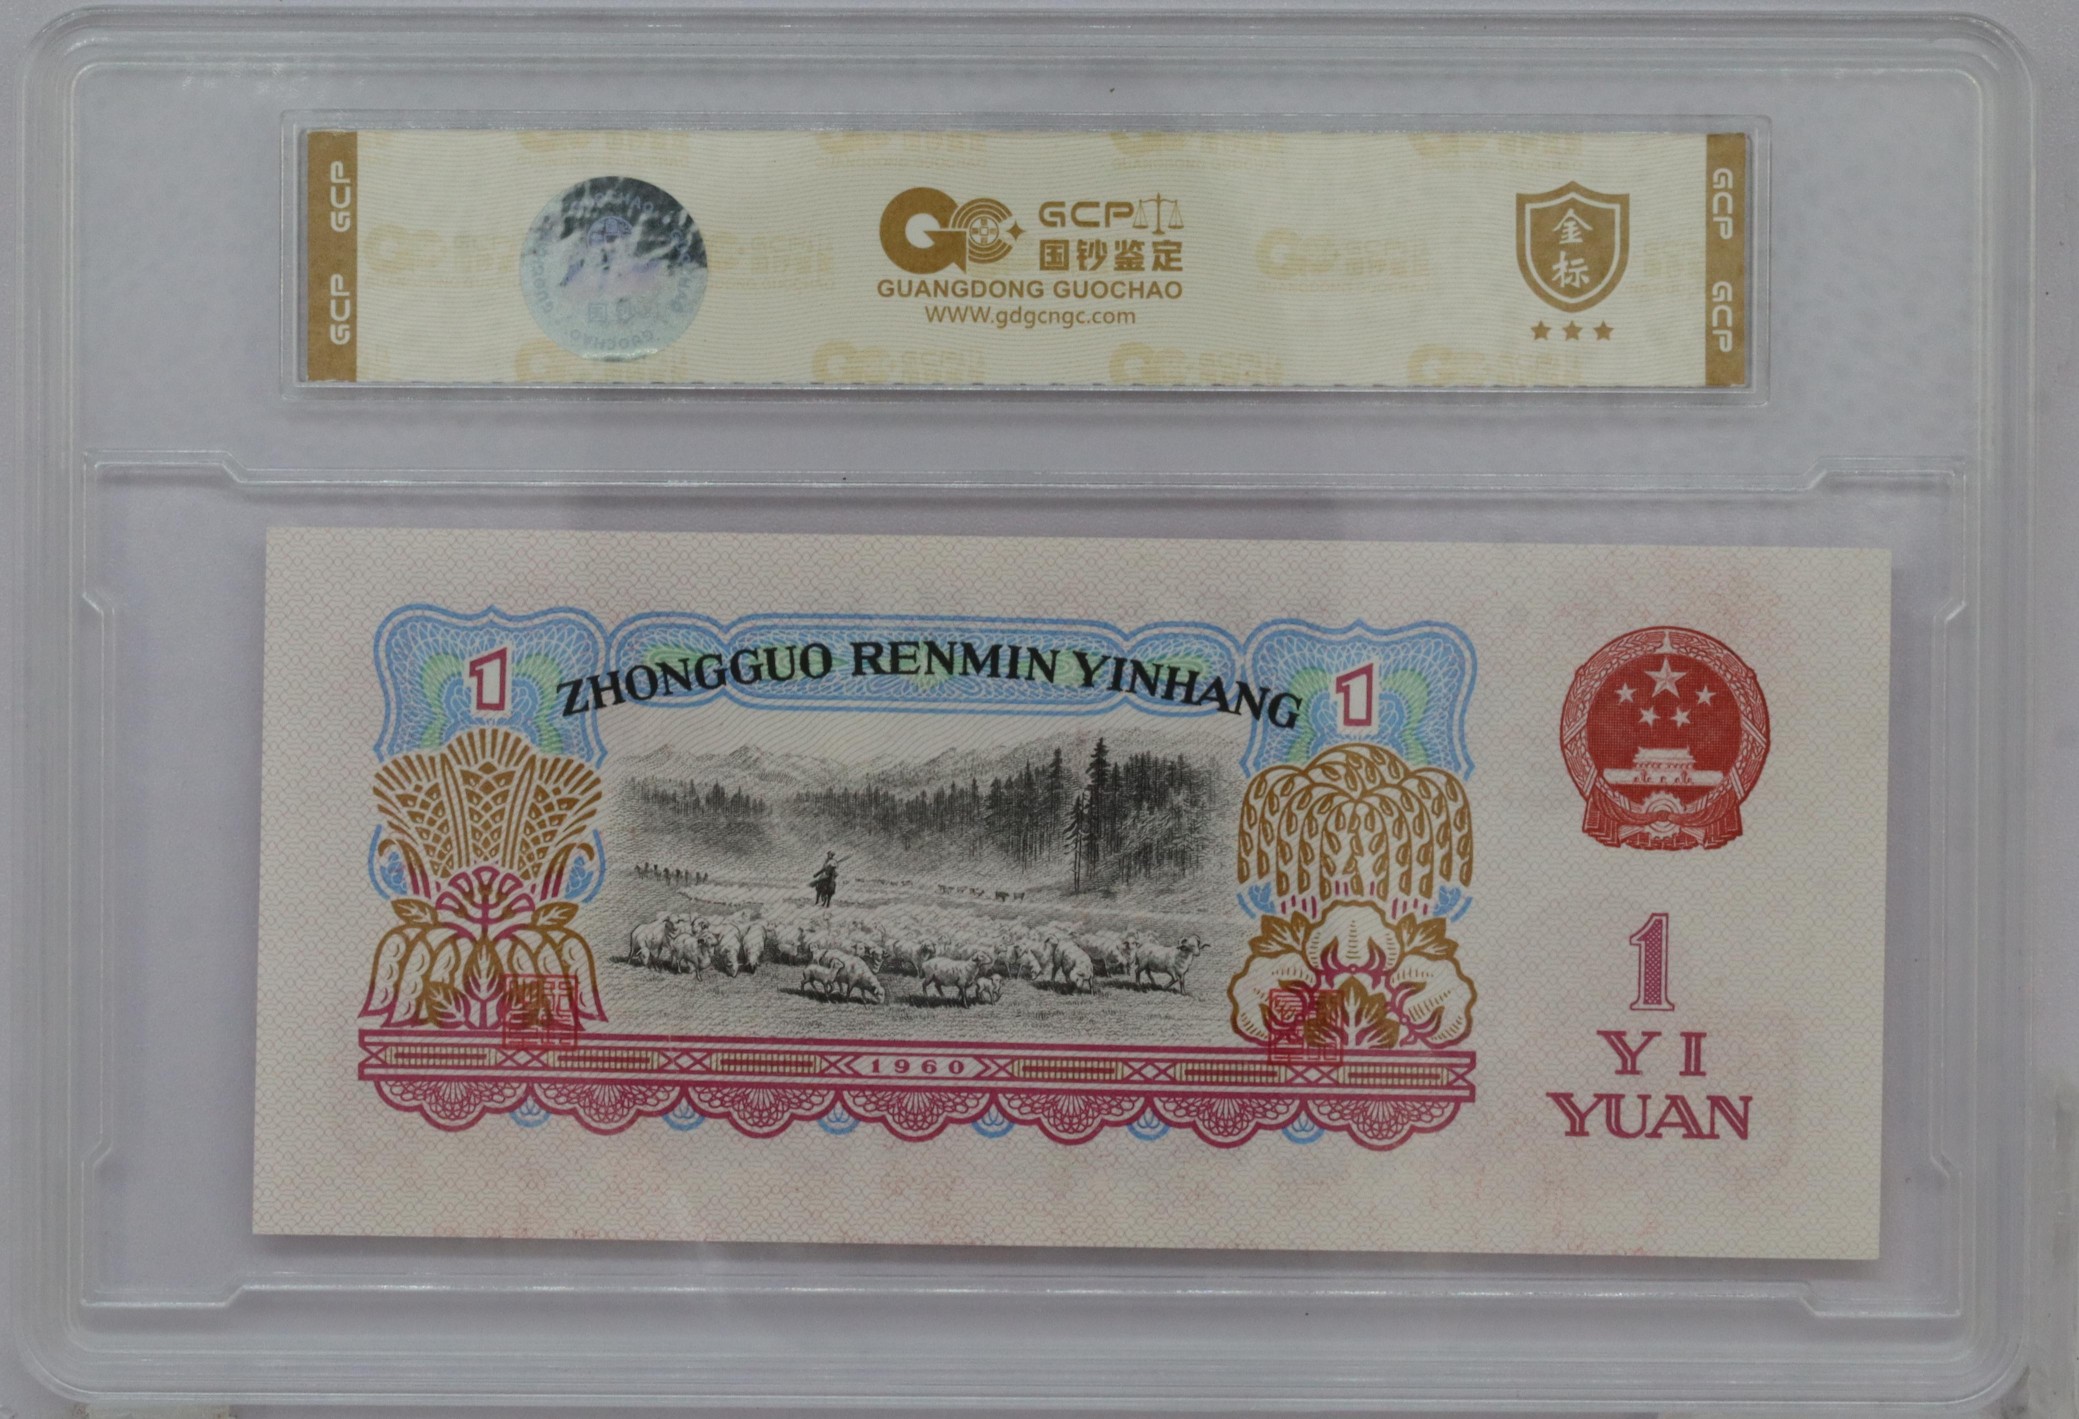 GCP GCP
GCP
国钞鉴定
GUANGDONG GUOCHAO
www.gdgcngc.com
金标
GCP GCP
ZHONGGUO RENMIN YINHANG
1
1
1960
1
YI
YUAN